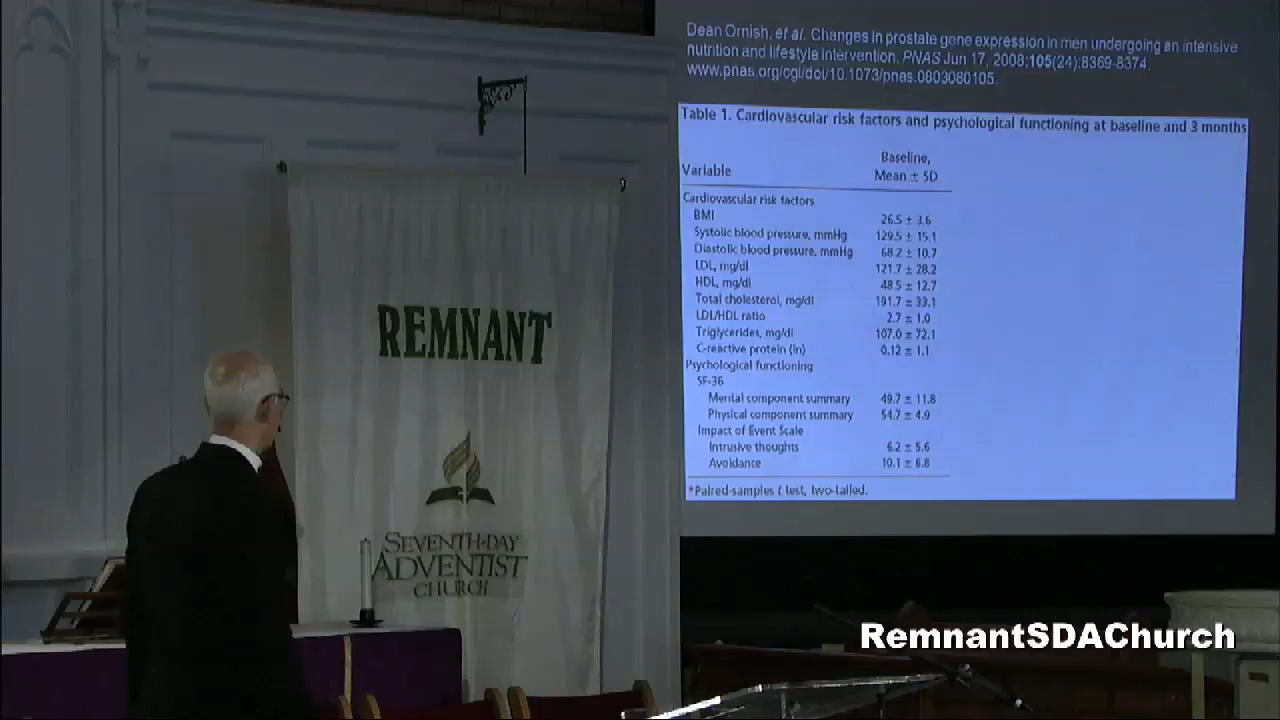 Dean Ornish, et al. Changes in prostate gene expression in men undergoing an intensive
nutrition and lifestyle intervention. PNAS Jun 17, 2008;105(24):8369-8374.
www.pnas.org/cgi/doi/10.1073/pnas.0803080105.
Table 1. Cardiovascular risk factors and psychological functioning at baseline and 3 months
Baseline,
Variable Mean ± SD
Cardiovascular risk factors
BMI 26.5 ± 3.6
Systolic blood pressure, mmHg 129.5 ± 15.1
Diastolic blood pressure, mmHg 68.2 ± 10.7
LDL, mg/dl 121.7 ± 28.2
HDL, mg/dl 48.5 ± 12.7
Total cholesterol, mg/dl 191.7 ± 33.1
LDL/HDL ratio 2.7 ± 1.0
Triglycerides, mg/dl 107.0 ± 72.1
C-reactive protein (ln) 0.12 ± 1.1
Psychological functioning
SF-36
Mental component summary 49.7 ± 11.8
Physical component summary 54.7 ± 4.9
Impact of Event Scale
Intrusive thoughts 6.2 ± 5.6
Avoidance 10.1 ± 6.8
*Paired-samples t test, two-tailed.
REMNANT
SEVENTH-DAY
ADVENTIST
CHURCH
RemnantSDAChurch